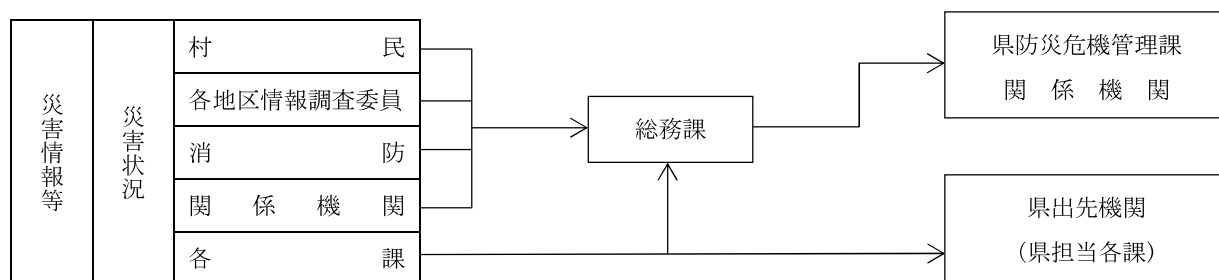 災害情報等
災害状況
村民
各地区情報調査委員
消防
関係機関
各課
総務課
県防災危機管理課
関係機関
県出先機関
(県担当各課)